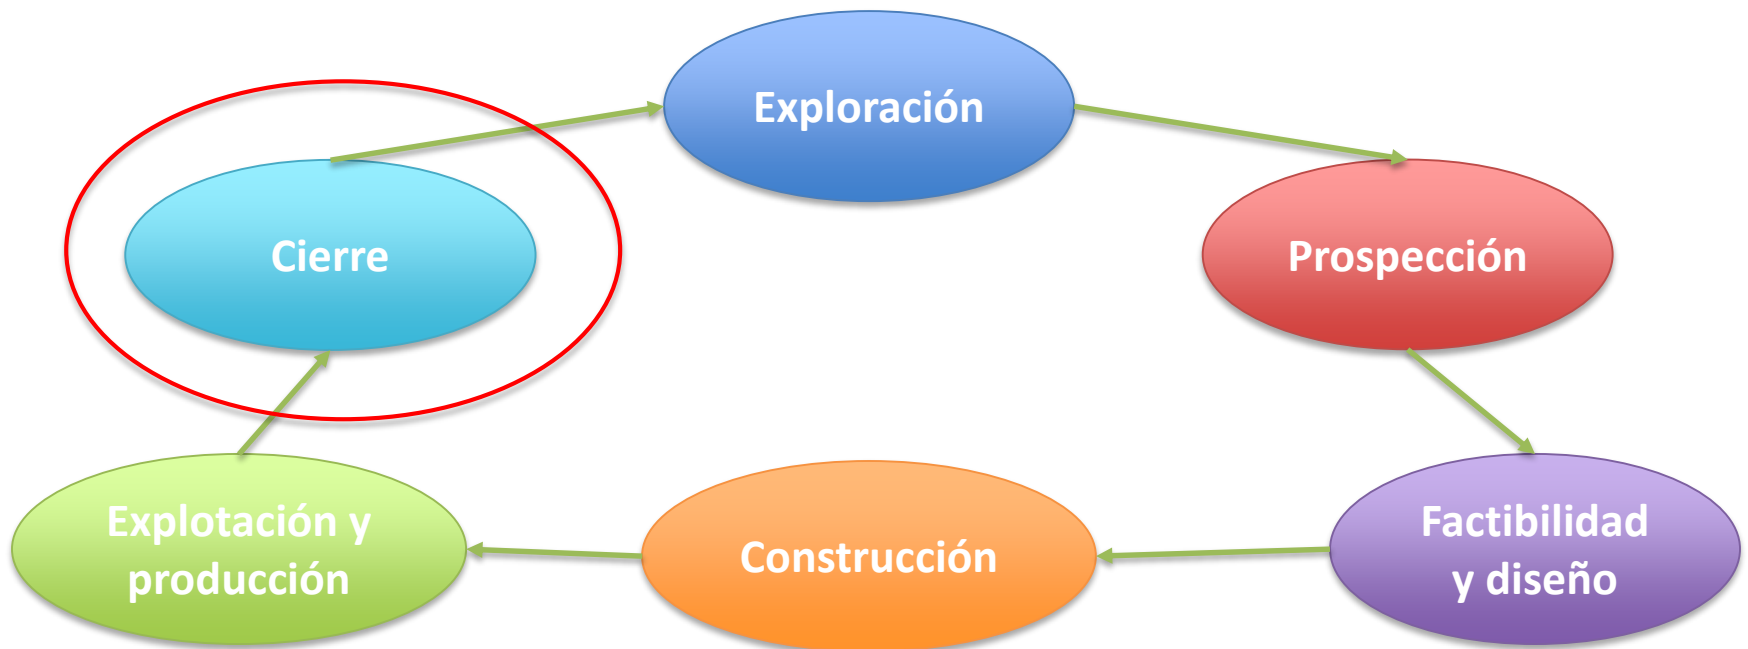 Exploración
Cierre
Prospección
Explotación y
producción
Construcción
Factibilidad
y diseño